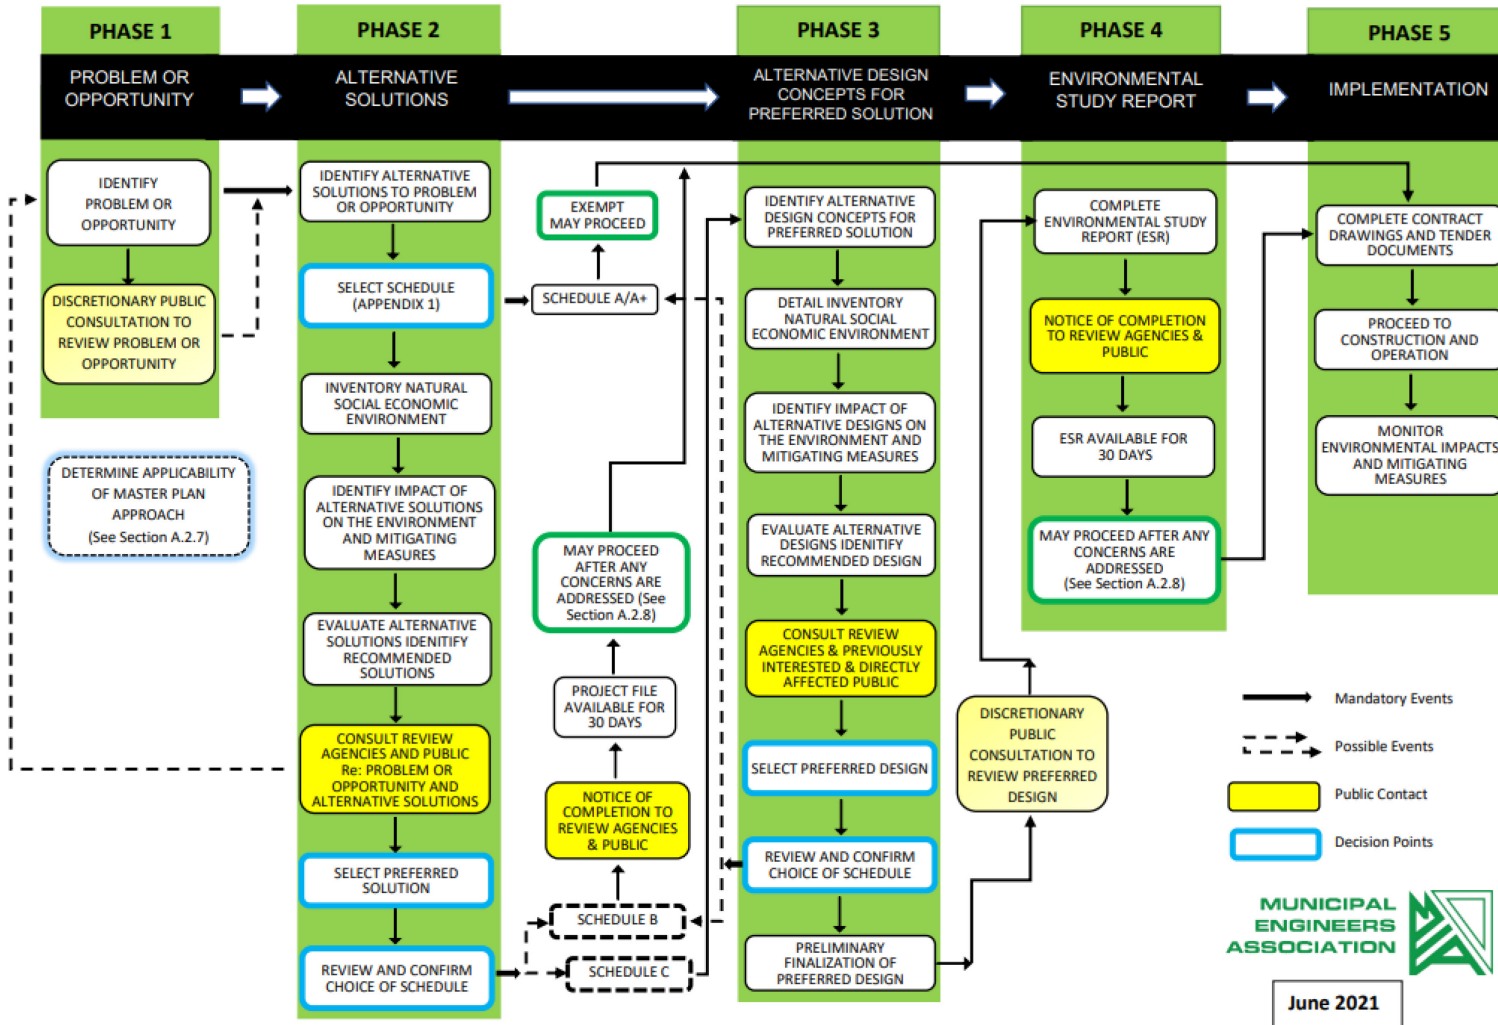 PHASE 1
PROBLEM OR
OPPORTUNITY
IDENTIFY
PROBLEM OR
OPPORTUNITY
DISCRETIONARY PUBLIC
CONSULTATION TO
REVIEW PROBLEM OR
OPPORTUNITY
DETERMINE APPLICABILITY
OF MASTER PLAN
APPROACH
(See Section A.2.7)
PHASE 2
ALTERNATIVE
SOLUTIONS
IDENTIFY ALTERNATIVE
SOLUTIONS TO PROBLEM
OR OPPORTUNITY
SELECT SCHEDULE
(APPENDIX 1)
INVENTORY NATURAL
SOCIAL ECONOMIC
ENVIRONMENT
IDENTIFY IMPACT OF
ALTERNATIVE SOLUTIONS
ON THE ENVIRONMENT
AND MITIGATING
MEASURES
EVALUATE ALTERNATIVE
SOLUTIONS IDENITIFY
RECOMMENDED
SOLUTIONS
CONSULT REVIEW
AGENCIES AND PUBLIC
Re: PROBLEM OR
OPPORTUNITY AND
ALTERNATIVE SOLUTIONS
SELECT PREFERRED
SOLUTION
REVIEW AND CONFIRM
CHOICE OF SCHEDULE
EXEMPT
MAY PROCEED
SCHEDULE A/A+
MAY PROCEED
AFTER ANY
CONCERNS ARE
ADDRESSED (See
Section A.2.8)
PROJECT FILE
AVAILABLE FOR
30 DAYS
NOTICE OF
COMPLETION TO
REVIEW AGENCIES
& PUBLIC
SCHEDULE B
SCHEDULE C
PHASE 3
ALTERNATIVE DESIGN
CONCEPTS FOR
PREFERRED SOLUTION
IDENTIFY ALTERNATIVE
DESIGN CONCEPTS FOR
PREFERRED SOLUTION
DETAIL INVENTORY
NATURAL SOCIAL
ECONOMIC ENVIRONMENT
IDENTIFY IMPACT OF
ALTERNATIVE DESIGNS ON
THE ENVIRONMENT AND
MITIGATING MEASURES
EVALUATE ALTERNATIVE
DESIGNS IDENITIFY
RECOMMENDED DESIGN
CONSULT REVIEW
AGENCIES & PREVIOUSLY
INTERESTED & DIRECTLY
AFFECTED PUBLIC
SELECT PREFERRED DESIGN
REVIEW AND CONFIRM
CHOICE OF SCHEDULE
PRELIMINARY
FINALIZATION OF
PREFERRED DESIGN
DISCRETIONARY
PUBLIC
CONSULTATION TO
REVIEW PREFERRED
DESIGN
PHASE 4
ENVIRONMENTAL
STUDY REPORT
COMPLETE
ENVIRONMENTAL STUDY
REPORT (ESR)
NOTICE OF COMPLETION
TO REVIEW AGENCIES &
PUBLIC
ESR AVAILABLE FOR
30 DAYS
MAY PROCEED AFTER ANY
CONCERNS ARE
ADDRESSED
(See Section A.2.8)
PHASE 5
IMPLEMENTATION
COMPLETE CONTRACT
DRAWINGS AND TENDER
DOCUMENTS
PROCEED TO
CONSTRUCTION AND
OPERATION
MONITOR
ENVIRONMENTAL IMPACTS
AND MITIGATING
MEASURES
Mandatory Events
Possible Events
Public Contact
Decision Points
MUNICIPAL
ENGINEERS
ASSOCIATION
June 2021